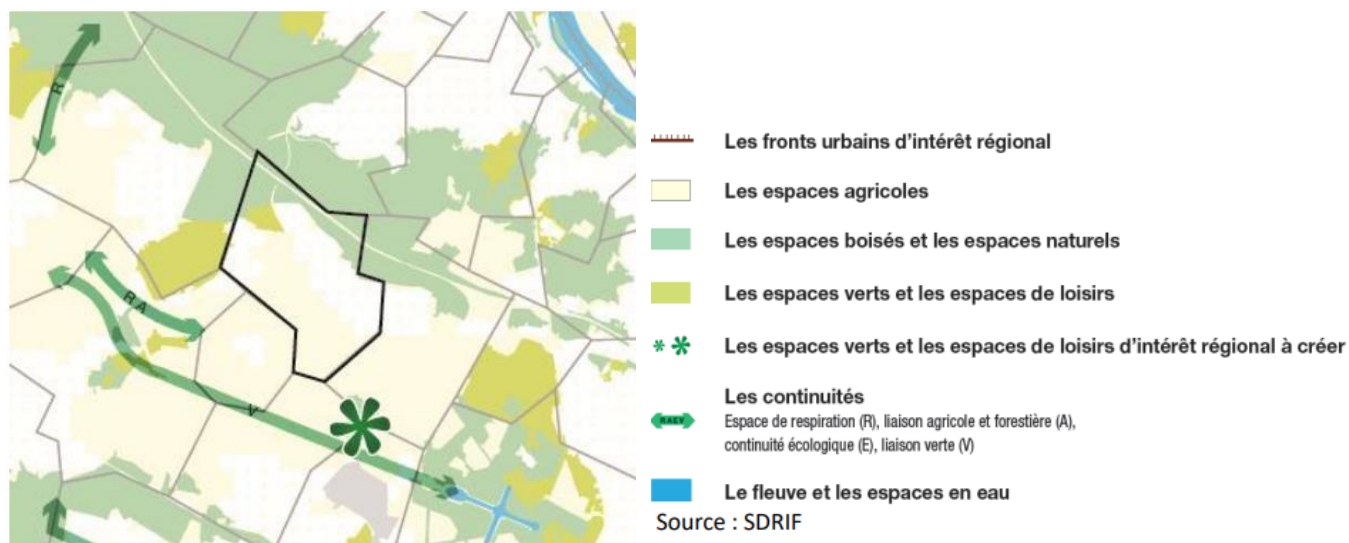 R
R A
V
Les fronts urbains d'intérêt régional
Les espaces agricoles
Les espaces boisés et les espaces naturels
Les espaces verts et les espaces de loisirs
Les espaces verts et les espaces de loisirs d'intérêt régional à créer
Les continuités
RAEV
Espace de respiration (R), liaison agricole et forestière (A),
continuité écologique (E), liaison verte (V)
Le fleuve et les espaces en eau
Source : SDRIF